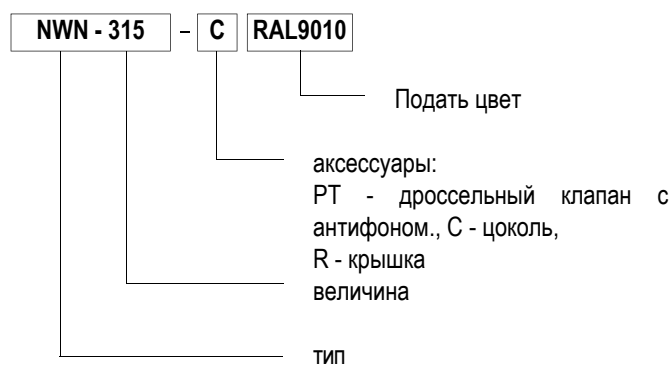 NWN - 315 – C RAL9010
Подать цвет
аксессуары:
PT - дроссельный клапан с
антифоном., C - цоколь,
R - крышка
величина
тип